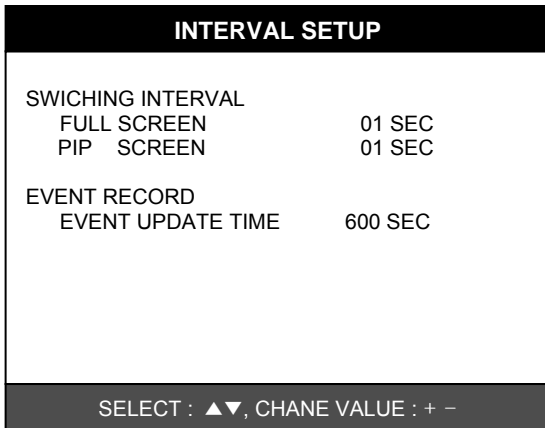 INTERVAL SETUP
SWICHING INTERVAL
FULL SCREEN 01 SEC
PIP SCREEN 01 SEC
EVENT RECORD
EVENT UPDATE TIME 600 SEC
SELECT : ▲▼, CHANE VALUE : + −